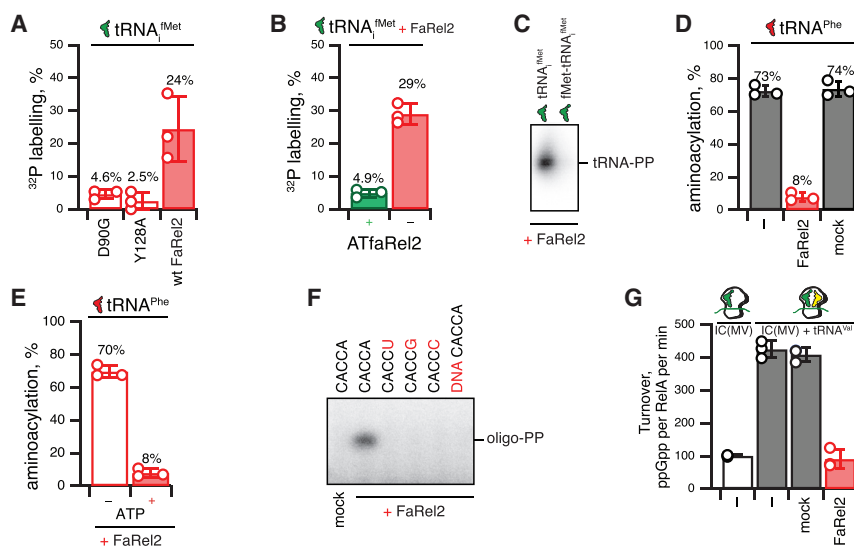 A
tRNAifMet
32P labelling, %
50
40
30
20
10
0
4.6%
2.5%
24%
D90G
Y128A
wt FaRel2
B
tRNAifMet + FaRel2
32P labelling, %
50
40
30
20
10
0
4.9%
29%
+ –
ATfaRel2
C
tRNAifMet
fMet-tRNAifMet
tRNA-PP
+ FaRel2
D
tRNAPhe
aminoacylation, %
100
80
60
40
20
0
73%
8%
74%
–
FaRel2
mock
E
tRNAPhe
aminoacylation, %
100
80
60
40
20
0
70%
8%
– +
ATP
+ FaRel2
F
CACCA
CACCA
CACCU
CACCG
CACCC
DNA CACCA
oligo-PP
mock
+ FaRel2
G
IC(MV)
IC(MV) + tRNAVal
Turnover,
ppGpp per RelA per min
500
400
300
200
100
0
–
–
mock
FaRel2